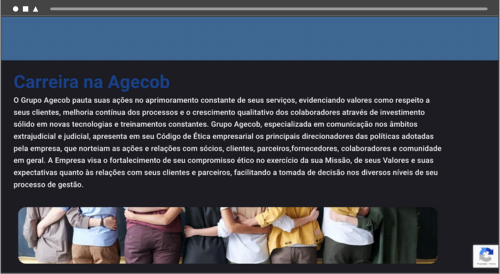 Carreira na Agecob
O Grupo Agecob pauta suas ações no aprimoramento constante de seus serviços, evidenciando valores como respeito a
seus clientes, melhoria contínua dos processos e o crescimento qualitativo dos colaboradores através de investimento
sólido em novas tecnologias e treinamentos constantes. Grupo Agecob, especializada em comunicação nos âmbitos
extrajudicial e judicial, apresenta em seu Código de Ética empresarial os principais direcionadores das políticas adotadas
pela empresa, que norteiam as ações e relações com sócios, clientes, parceiros,fornecedores, colaboradores e comunidade
em geral. A Empresa visa o fortalecimento de seu compromisso ético no exercício da sua Missão, de seus Valores e suas
expectativas quanto às relações com seus clientes e parceiros, facilitando a tomada de decisão nos diversos níveis de seu
processo de gestão.